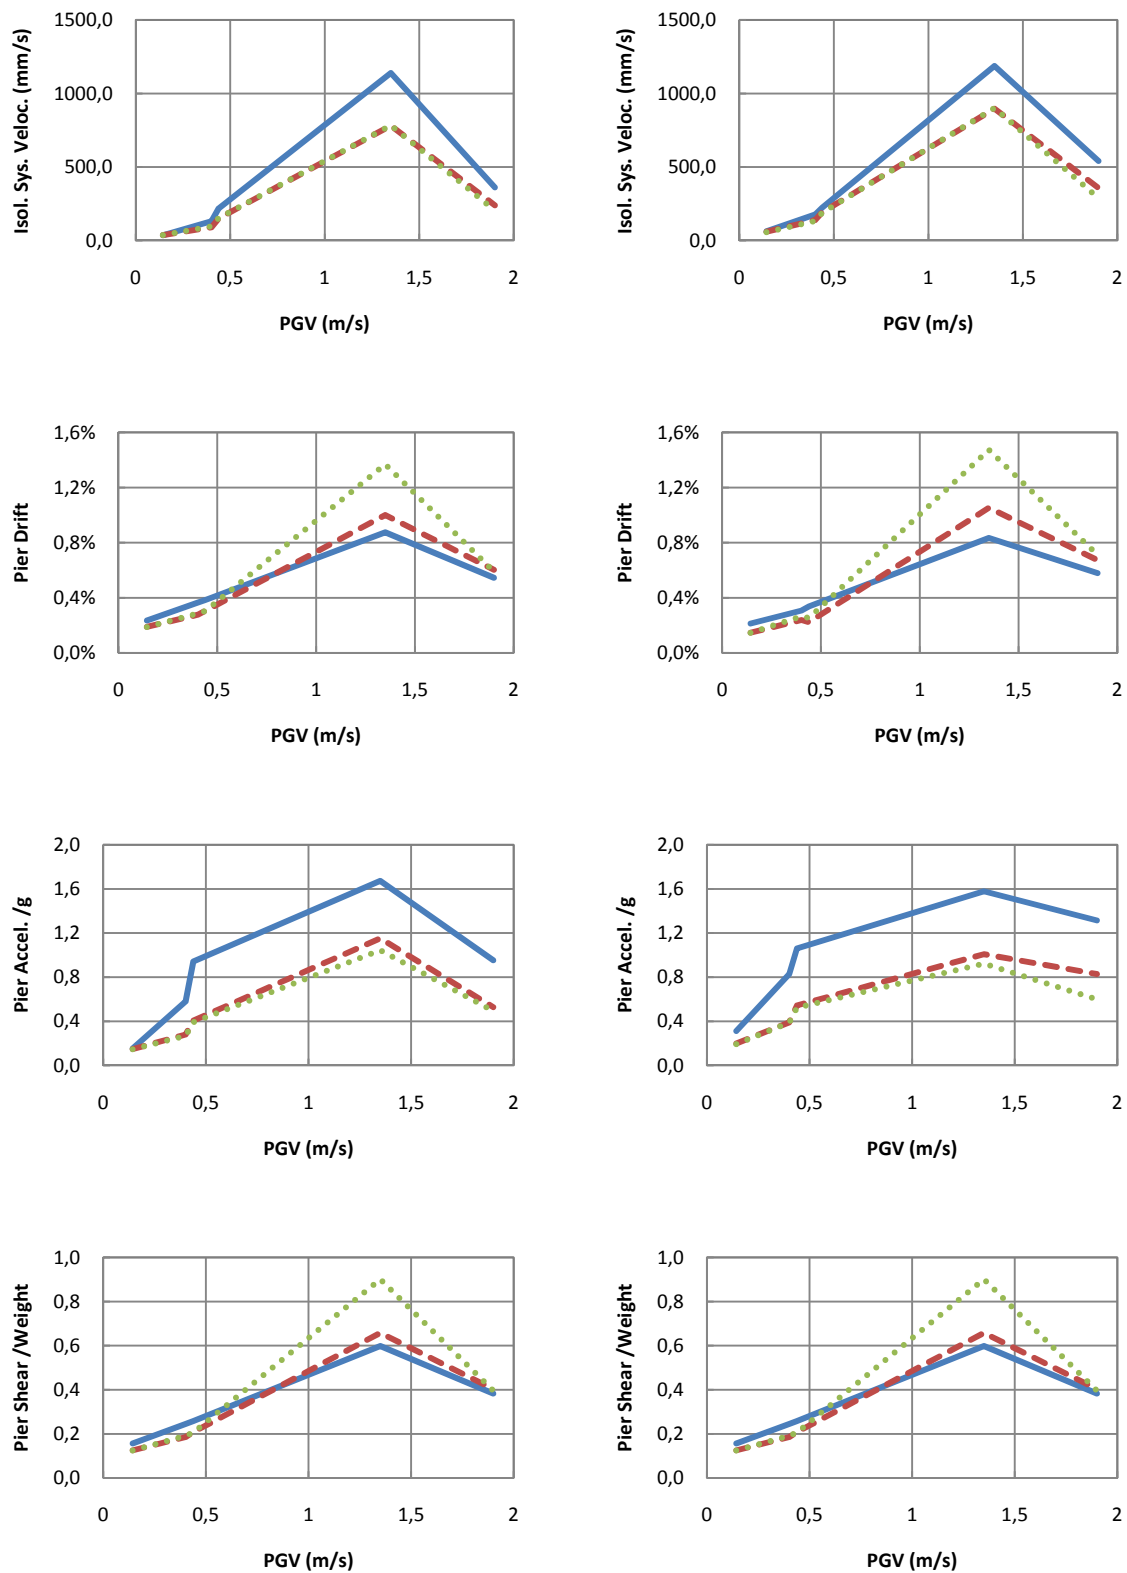 Isol. Sys. Veloc. (mm/s)
1500,0
1000,0
500,0
0,0
0 0,5 1 1,5 2
PGV (m/s)
Isol. Sys. Veloc. (mm/s)
1500,0
1000,0
500,0
0,0
0 0,5 1 1,5 2
PGV (m/s)
Pier Drift
1,6%
1,2%
0,8%
0,4%
0,0%
0 0,5 1 1,5 2
PGV (m/s)
Pier Drift
1,6%
1,2%
0,8%
0,4%
0,0%
0 0,5 1 1,5 2
PGV (m/s)
Pier Accel. /g
2,0
1,6
1,2
0,8
0,4
0,0
0 0,5 1 1,5 2
PGV (m/s)
Pier Accel. /g
2,0
1,6
1,2
0,8
0,4
0,0
0 0,5 1 1,5 2
PGV (m/s)
Pier Shear /Weight
1,0
0,8
0,6
0,4
0,2
0,0
0 0,5 1 1,5 2
PGV (m/s)
Pier Shear /Weight
1,0
0,8
0,6
0,4
0,2
0,0
0 0,5 1 1,5 2
PGV (m/s)